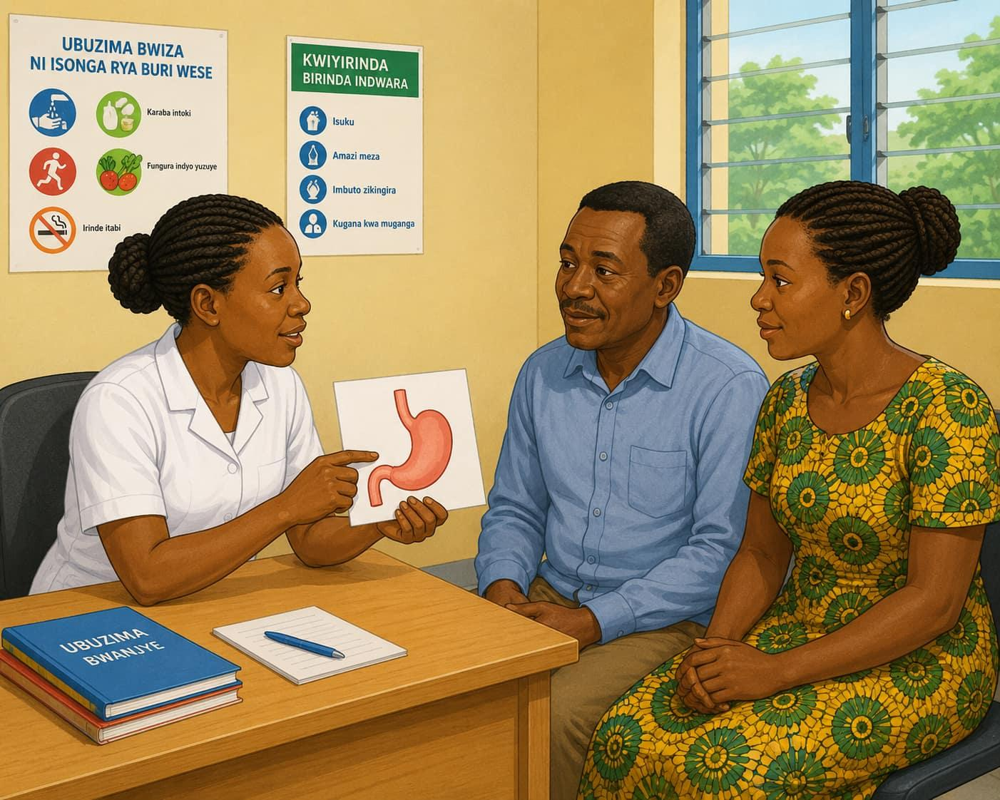 UBUZIMA BWIZA
NI ISONGA RYA BURI WESE
Karaba intoki
Fungura indyo yuzuye
Irinde itabi
KWIYIRINDA
BIRINDA INDWARA
Isuku
Amazi meza
Imbuto zikingira
Kugana kwa muganga
UBUZIMA
BWANJYE